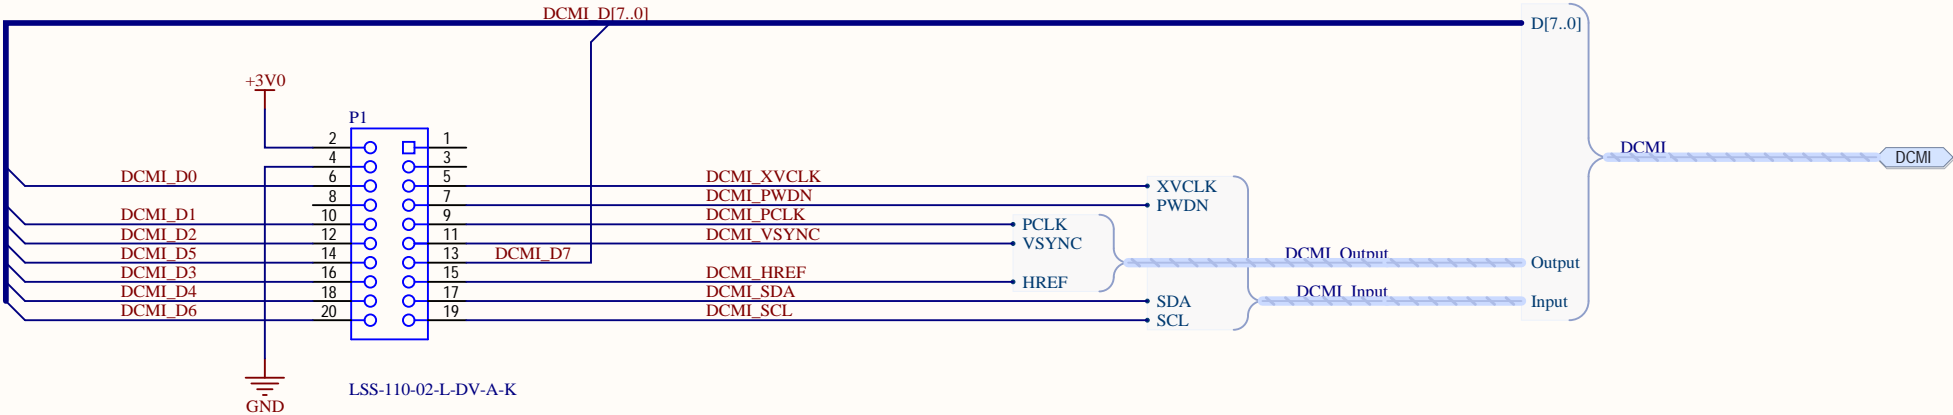 DCMI_D[7..0]
D[7..0]
+3V0
P1
2 1
4 3
DCMI_D0 6 5 DCMI_XVCLK XVCLK
8 7 DCMI_PWDN PWDN
DCMI_D1 10 9 DCMI_PCLK PCLK
DCMI_D2 12 11 DCMI_VSYNC VSYNC
DCMI_D5 14 13 DCMI_D7
DCMI_D3 16 15 DCMI_HREF HREF
DCMI_D4 18 17 DCMI_SDA SDA
DCMI_D6 20 19 DCMI_SCL SCL
DCMI_Output Output
DCMI_Input Input
DCMI DCMI
LSS-110-02-L-DV-A-K
GND